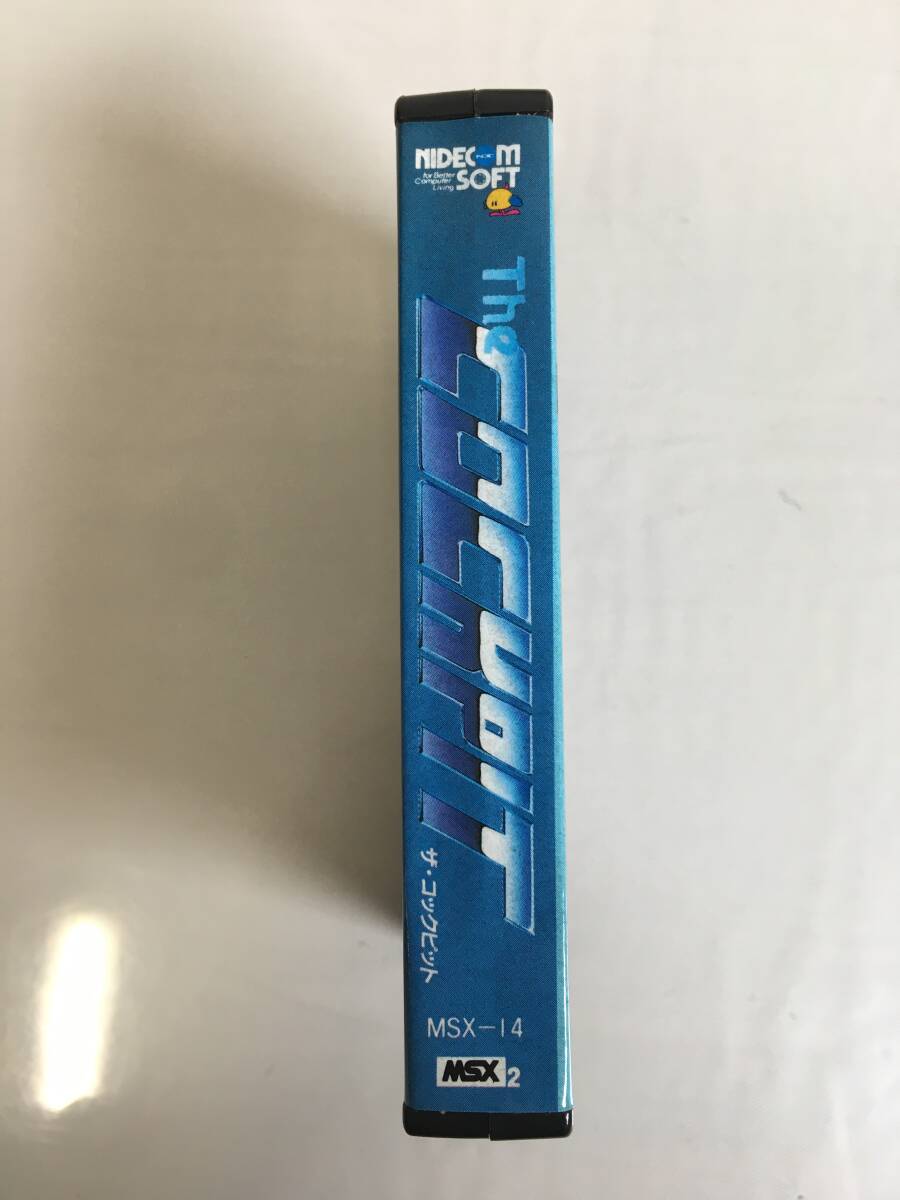 NIDECOM
for Better
Computer
Living
SOFT
The
COCKPIT
ザ・コックピット
MSX-14
MSX2